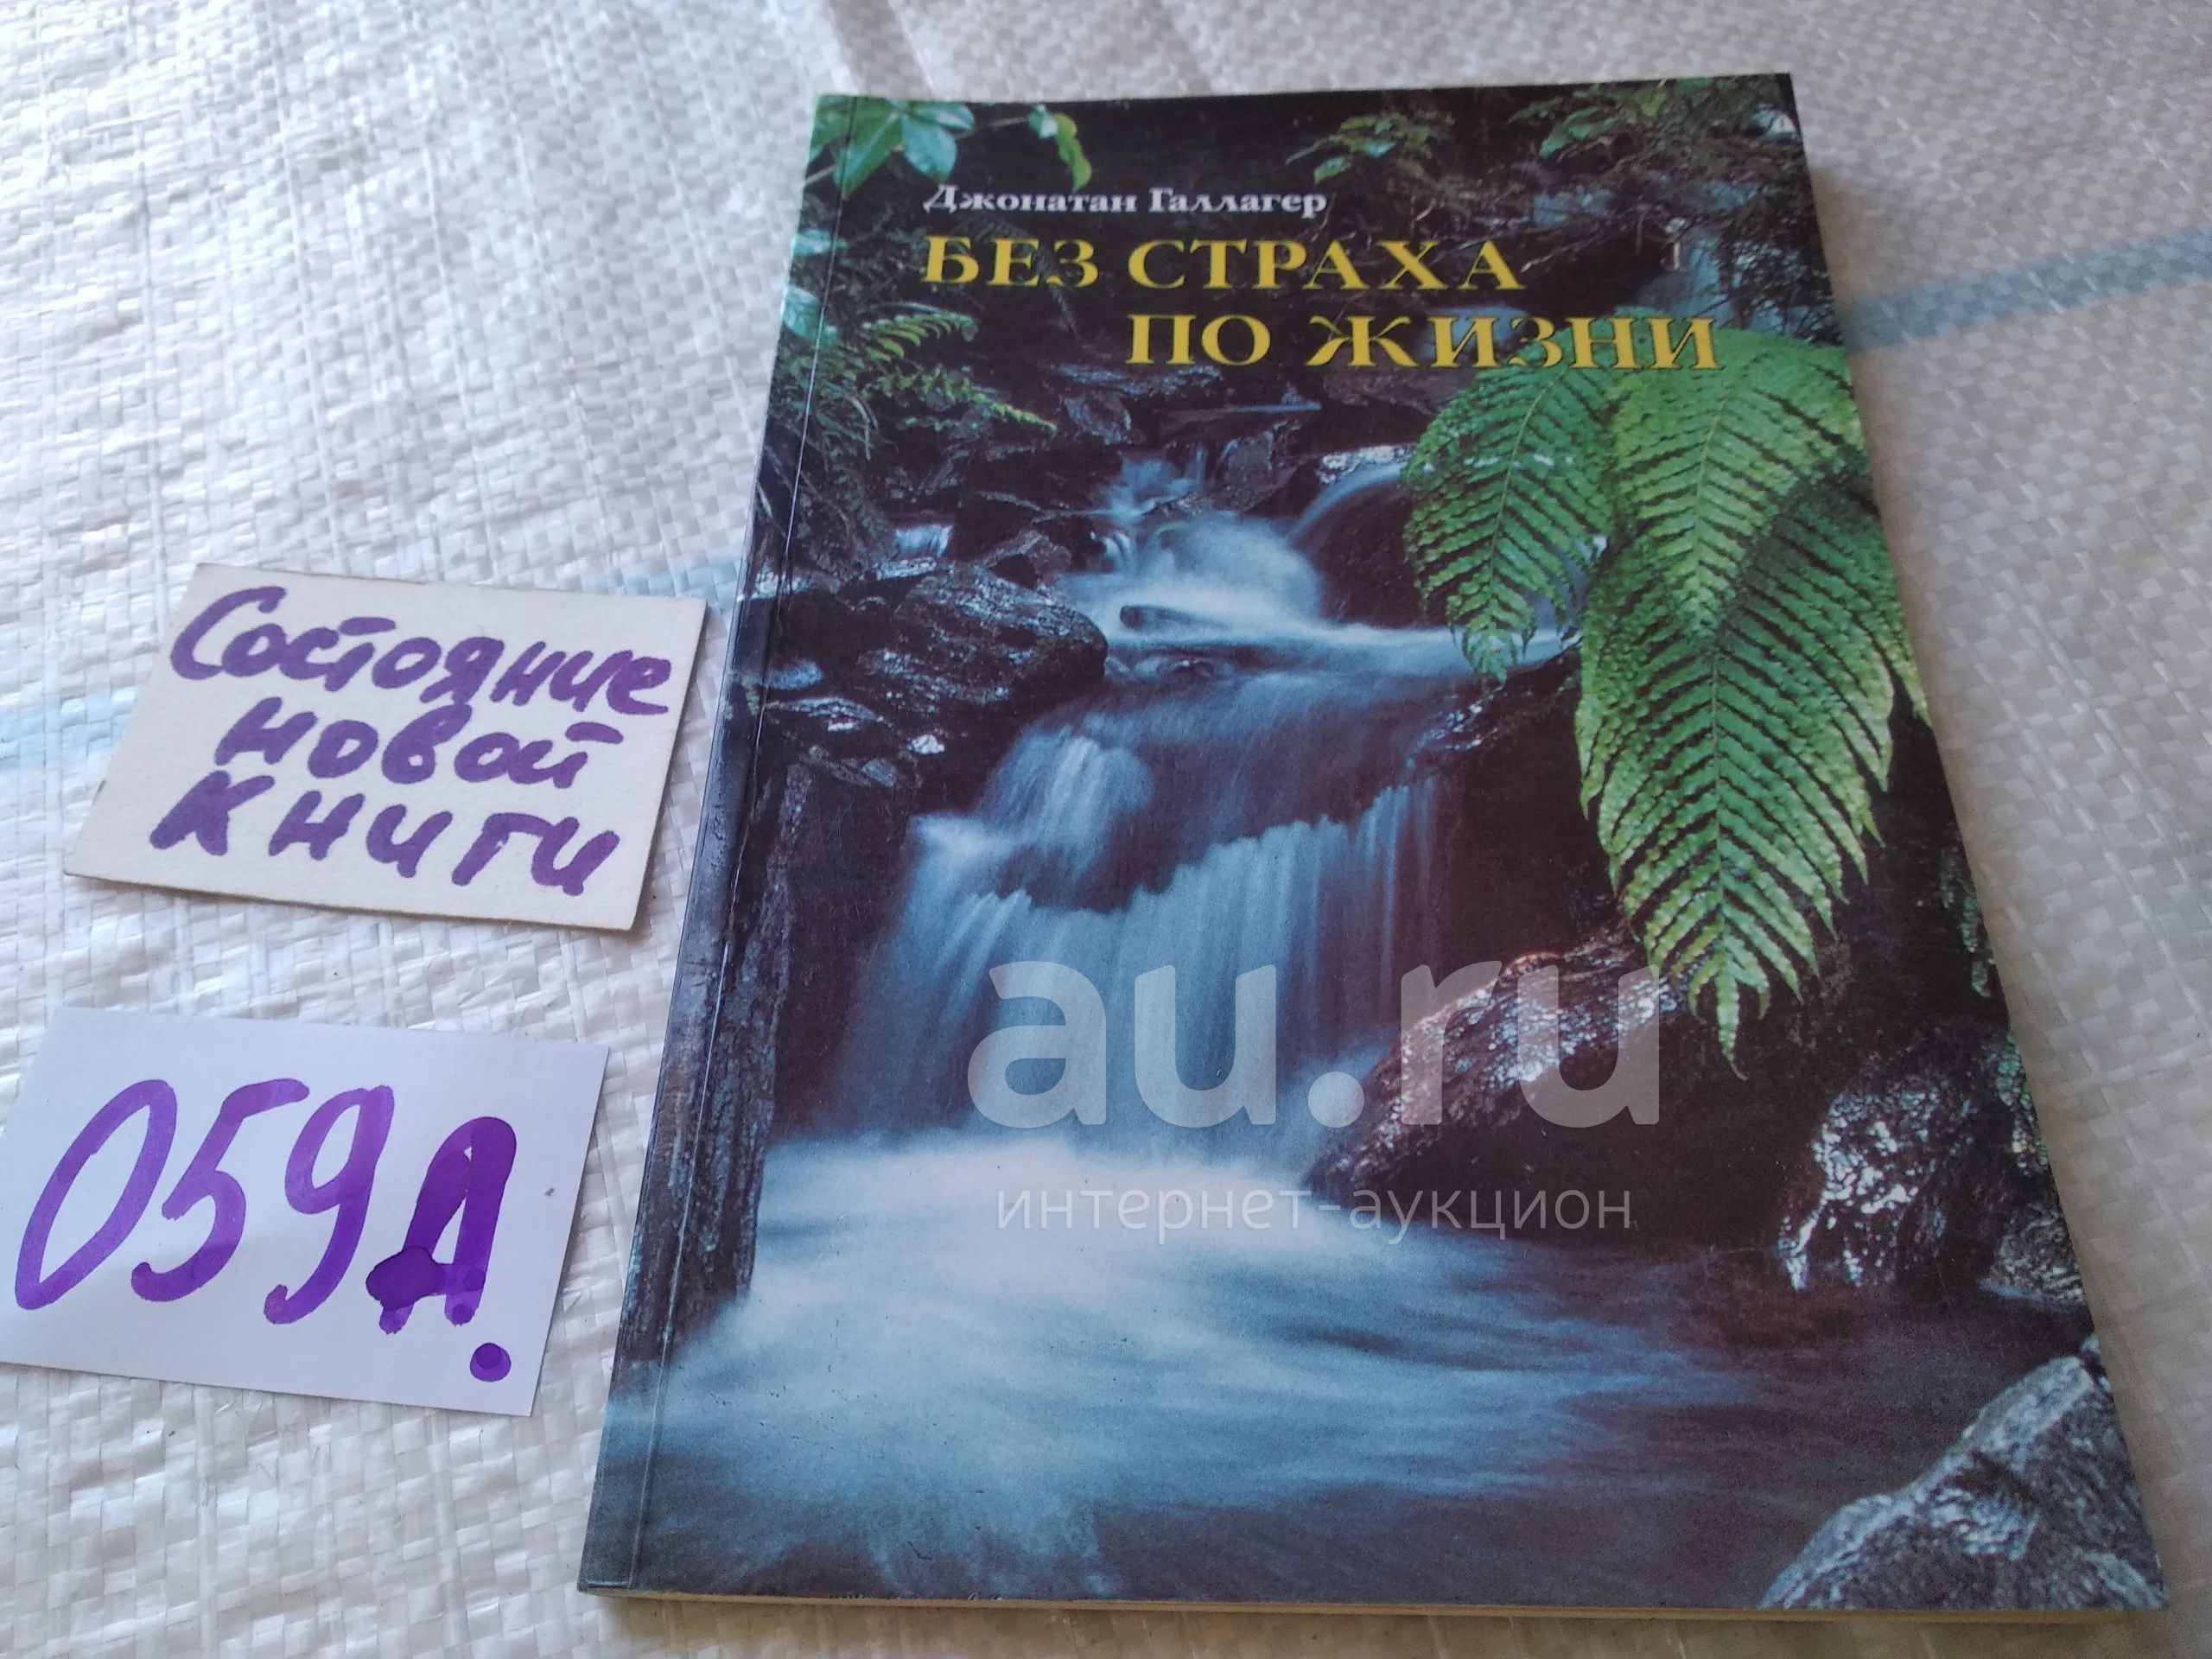 Джонатан Галлагер
БЕЗ СТРАХА
ПО ЖИЗНИ
Состояние
новой
книги
059А.
au.ru
интернет-аукцион